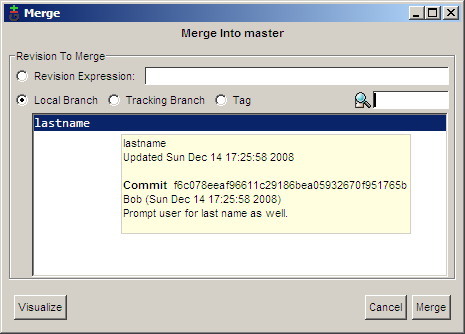 Merge
Merge Into master
Revision To Merge
Revision Expression:
Local Branch Tracking Branch Tag
lastname
lastname
Updated Sun Dec 14 17:25:58 2008
Commit f6c078eeaf96611c29186bea05932670f951765b
Bob (Sun Dec 14 17:25:58 2008)
Prompt user for last name as well.
Visualize Cancel Merge